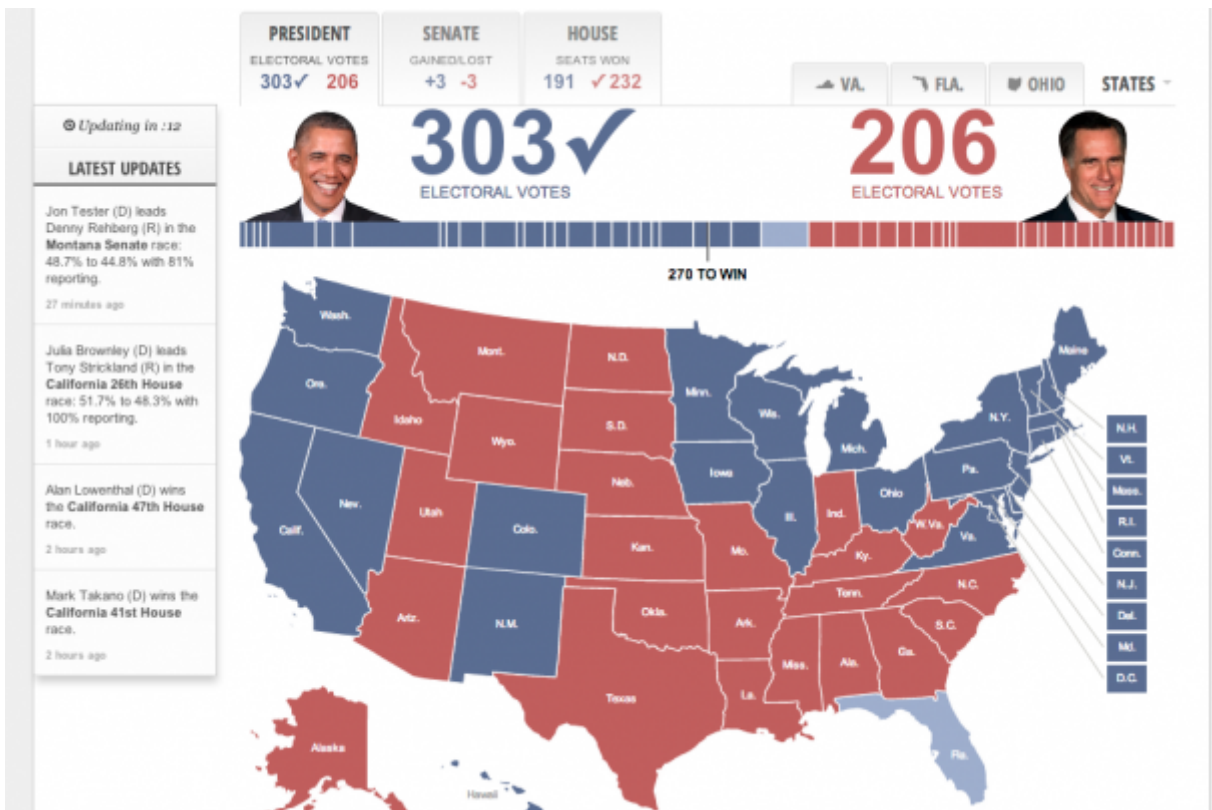 PRESIDENT
ELECTORAL VOTES
303✓ 206
SENATE
GAINED/LOST
+3 -3
HOUSE
SEATS WON
191 ✓232
VA.
FLA.
OHIO
STATES
Updating in :12
LATEST UPDATES
Jon Tester (D) leads
Denny Rehberg (R) in the
Montana Senate race:
48.7% to 44.8% with 81%
reporting.
27 minutes ago
Julia Brownley (D) leads
Tony Strickland (R) in the
California 26th House
race: 51.7% to 48.3% with
100% reporting.
1 hour ago
Alan Lowenthal (D) wins
the California 47th House
race.
2 hours ago
Mark Takano (D) wins the
California 41st House
race.
2 hours ago
303✓
ELECTORAL VOTES
206
ELECTORAL VOTES
270 TO WIN
Wash.
Ore.
Calif.
Nev.
Idaho
Mont.
Wyo.
Utah
Ariz.
Colo.
N.M.
N.D.
S.D.
Neb.
Kan.
Okla.
Texas
Minn.
Iowa
Mo.
Ark.
La.
Wis.
Ill.
Mich.
Ind.
Ohio
Ky.
Tenn.
Miss.
Ala.
Ga.
Fla.
S.C.
N.C.
Va.
W.Va.
Pa.
N.Y.
Maine
N.H.
Vt.
Mass.
R.I.
Conn.
N.J.
Del.
Md.
D.C.
Alaska
Hawaii